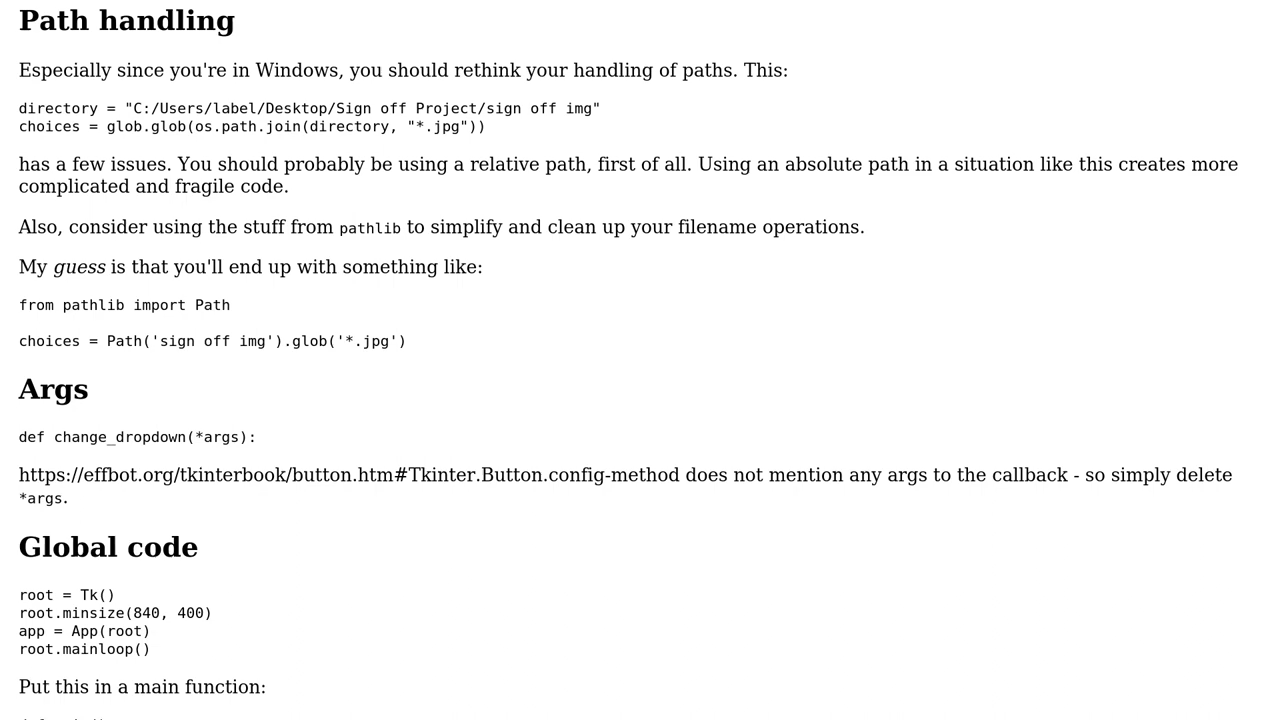 Path handling
Especially since you're in Windows, you should rethink your handling of paths. This:
directory = "C:/Users/label/Desktop/Sign off Project/sign off img"
choices = glob.glob(os.path.join(directory, "*.jpg"))
has a few issues. You should probably be using a relative path, first of all. Using an absolute path in a situation like this creates more
complicated and fragile code.
Also, consider using the stuff from pathlib to simplify and clean up your filename operations.
My guess is that you'll end up with something like:
from pathlib import Path
choices = Path('sign off img').glob('*.jpg')
Args
def change_dropdown(*args):
https://effbot.org/tkinterbook/button.htm#Tkinter.Button.config-method does not mention any args to the callback - so simply delete
*args.
Global code
root = Tk()
root.minsize(840, 400)
app = App(root)
root.mainloop()
Put this in a main function: